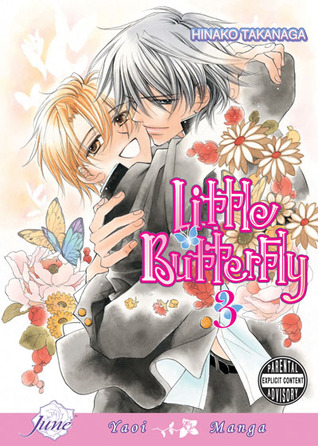 HINAKO TAKANAGA
Little
Butterfly
3
PARENTAL
ADVISORY
EXPLICIT CONTENT
June
Yaoi Manga